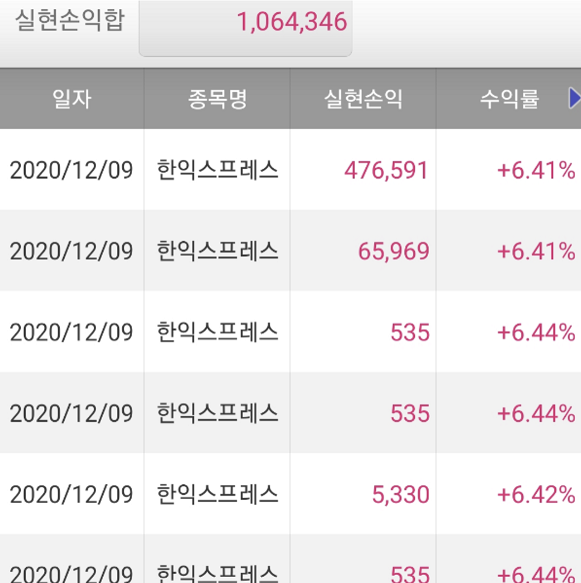 실현손익합 1,064,346
일자 종목명 실현손익 수익률
2020/12/09 한익스프레스 476,591 +6.41%
2020/12/09 한익스프레스 65,969 +6.41%
2020/12/09 한익스프레스 535 +6.44%
2020/12/09 한익스프레스 535 +6.44%
2020/12/09 한익스프레스 5,330 +6.42%
2020/12/09 한익스프레스 535 +6.44%